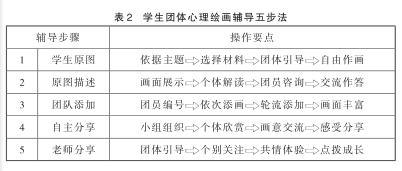 表2 学生团体心理绘画辅导五步法
辅导步骤 操作要点
1 学生原图 依据主题⇨选择材料⇨团体引导⇨自由作画
2 原图描述 画面展示⇨个体解读⇨团员咨询⇨交流作答
3 团队添加 团员编号⇨依次添画⇨轮流添加⇨画面丰富
4 自主分享 小组组织⇨个体欣赏⇨画意交流⇨感受分享
5 老师分享 团体引导⇨个别关注⇨共情体验⇨点拨成长